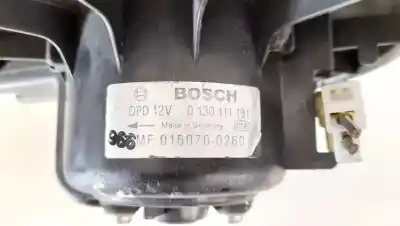 BOSCH
DPD 12V 0 130 111 191
Made in Germany
966 MF 016070-0260